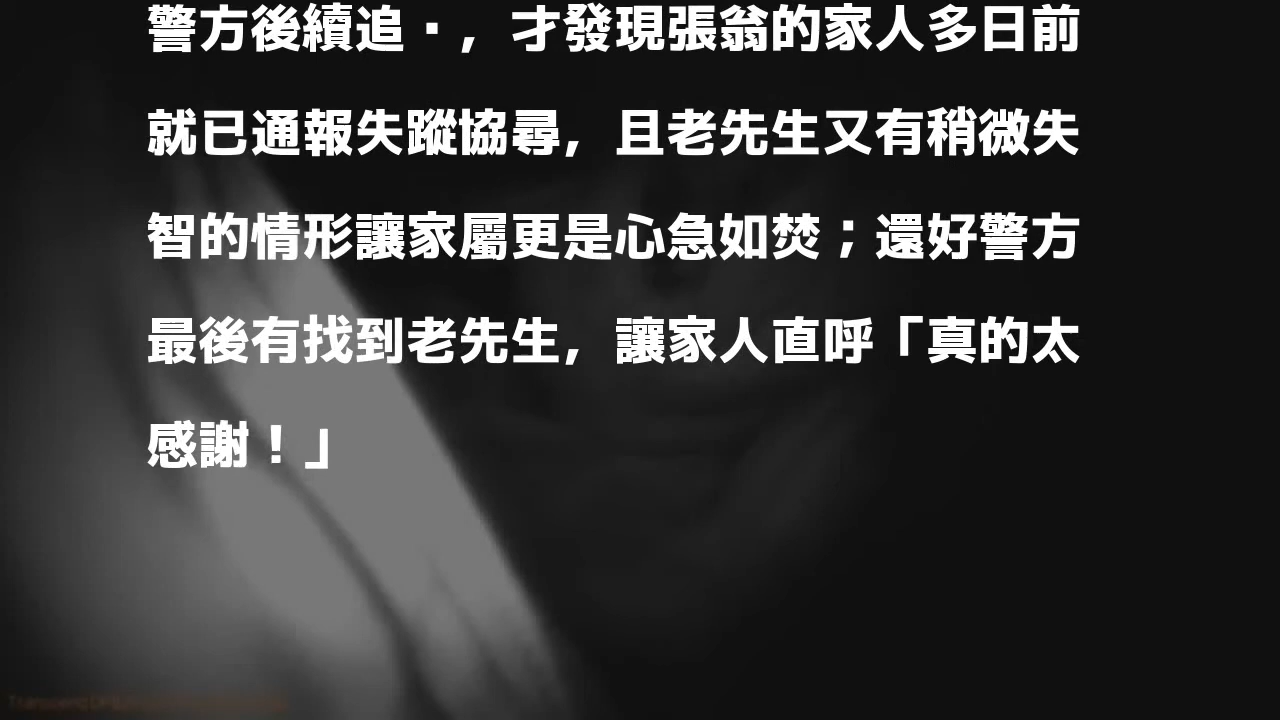 警方後續追▪，才發現張翁的家人多日前
就已通報失蹤協尋，且老先生又有稍微失
智的情形讓家屬更是心急如焚；還好警方
最後有找到老先生，讓家人直呼「真的太
感謝！」
Transcend